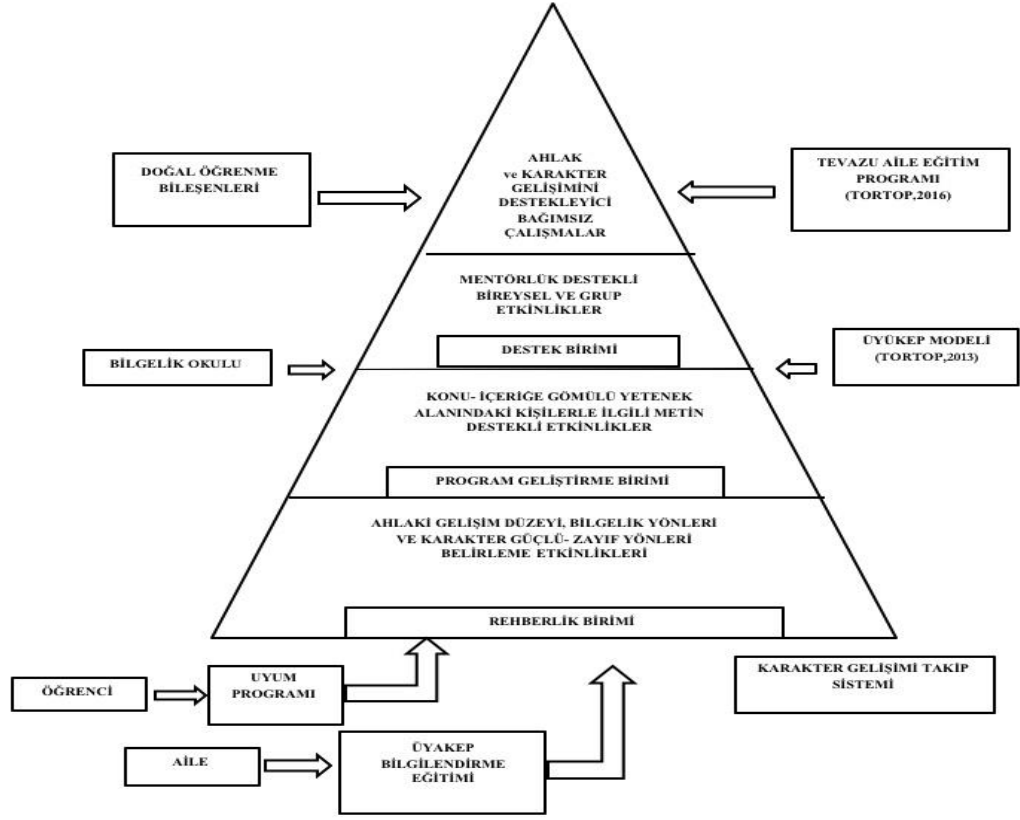 AHLAK
ve KARAKTER
GELİŞİMİNİ
DESTEKLEYİCİ
BAĞIMSIZ
ÇALIŞMALAR
DOĞAL ÖĞRENME
BİLEŞENLERİ
TEVAZU AİLE EĞİTİM
PROGRAMI
(TORTOP,2016)
MENTÖRLÜK DESTEKLİ
BİREYSEL VE GRUP
ETKİNLİKLER
DESTEK BİRİMİ
BİLGELİK OKULU
ÜYÜKEP MODELİ
(TORTOP,2013)
KONU- İÇERİĞE GÖMÜLÜ YETENEK
ALANINDAKİ KİŞİLERLE İLGİLİ METİN
DESTEKLİ ETKİNLİKLER
PROGRAM GELİŞTİRME BİRİMİ
AHLAKİ GELİŞİM DÜZEYİ, BİLGELİK YÖNLERİ
VE KARAKTER GÜÇLÜ- ZAYIF YÖNLERİ
BELİRLEME ETKİNLİKLERİ
REHBERLİK BİRİMİ
KARAKTER GELİŞİMİ TAKİP
SİSTEMİ
ÖĞRENCİ
UYUM
PROGRAMI
AİLE
ÜYAKEP
BİLGİLENDİRME
EĞİTİMİ